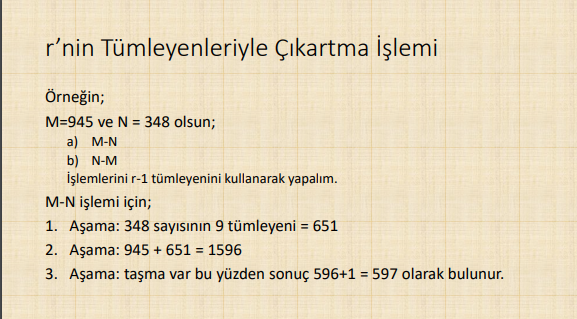 r’nin Tümleyenleriyle Çıkartma İşlemi
Örneğin;
M=945 ve N = 348 olsun;
a) M-N
b) N-M
İşlemlerini r-1 tümleyenini kullanarak yapalım.
M-N işlemi için;
1. Aşama: 348 sayısının 9 tümleyeni = 651
2. Aşama: 945 + 651 = 1596
3. Aşama: taşma var bu yüzden sonuç 596+1 = 597 olarak bulunur.